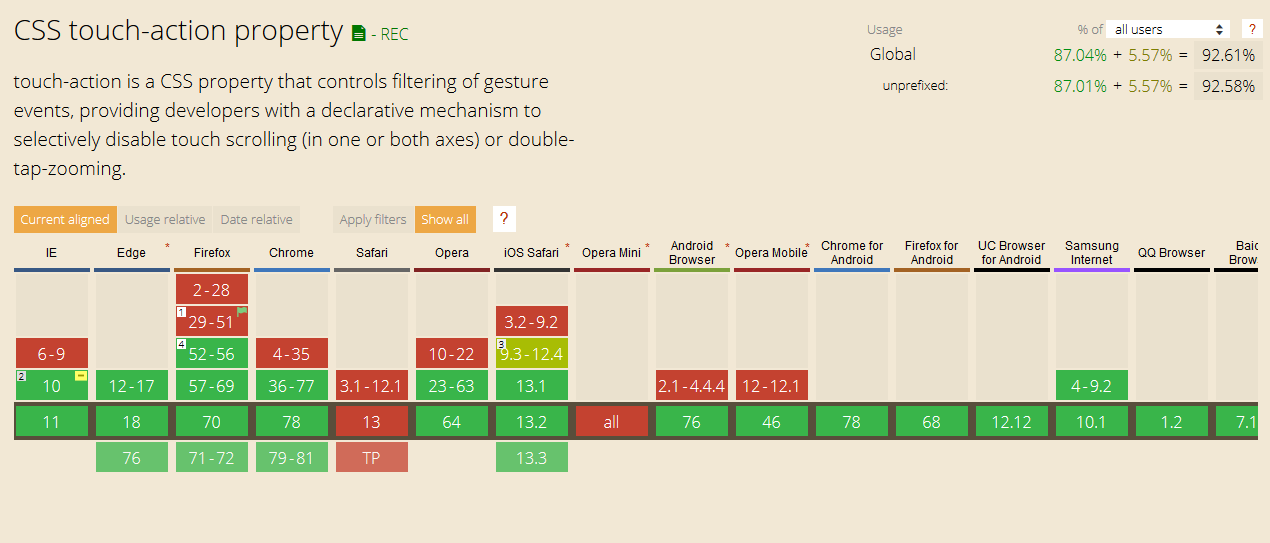 CSS touch-action property - REC
Usage % of all users ?
Global 87.04% + 5.57% = 92.61%
unprefixed: 87.01% + 5.57% = 92.58%
touch-action is a CSS property that controls filtering of gesture
events, providing developers with a declarative mechanism to
selectively disable touch scrolling (in one or both axes) or double-
tap-zooming.
Current aligned Usage relative Date relative Apply filters Show all ?
IE Edge * Firefox Chrome Safari Opera iOS Safari * Opera Mini * Android Browser * Opera Mobile * Chrome for Android Firefox for Android UC Browser for Android Samsung Internet QQ Browser Baid Brows
2-28
1 29-51 3.2-9.2
6-9 4 52-56 4-35 10-22 3 9.3-12.4
2 10 12-17 57-69 36-77 3.1-12.1 23-63 13.1 2.1-4.4.4 12-12.1 4-9.2
11 18 70 78 13 64 13.2 all 76 46 78 68 12.12 10.1 1.2 7.1
76 71-72 79-81 TP 13.3